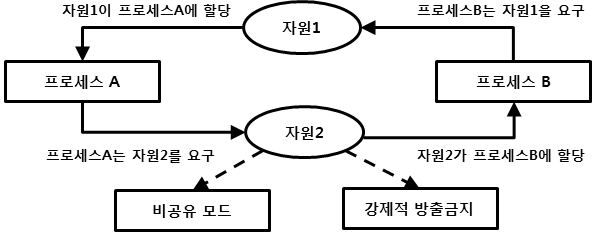 자원1이 프로세스A에 할당
자원1
프로세스B는 자원1을 요구
프로세스 A
프로세스 B
자원2
프로세스A는 자원2를 요구
자원2가 프로세스B에 할당
비공유 모드
강제적 방출금지